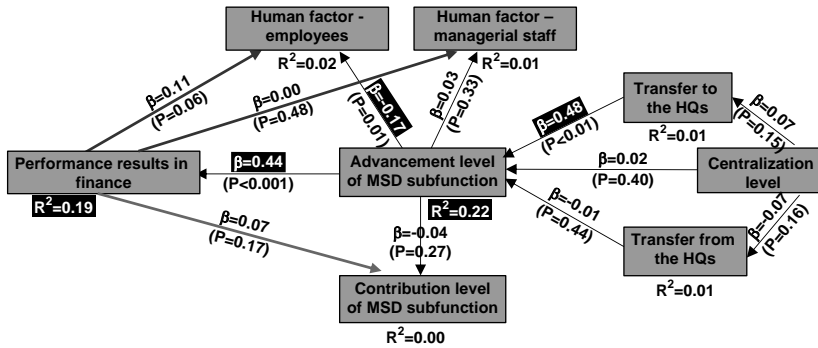 Human factor -
employees
R²=0.02
Human factor –
managerial staff
R²=0.01
β=0.11
(P=0.06)
β=0.00
(P=0.48)
β=-0.17
(P=0.01)
β=0.03
(P=0.33)
β=0.48
(P<0.01)
Transfer to
the HQs
R²=0.01
β=0.07
(P=0.15)
Performance results in
finance
R²=0.19
β=0.44
(P<0.001)
Advancement level
of MSD subfunction
R²=0.22
β=0.02
(P=0.40)
Centralization
level
β=0.07
(P=0.17)
β=-0.04
(P=0.27)
β=-0.01
(P=0.44)
Transfer from
the HQs
R²=0.01
β=-0.07
(P=0.16)
Contribution level
of MSD subfunction
R²=0.00